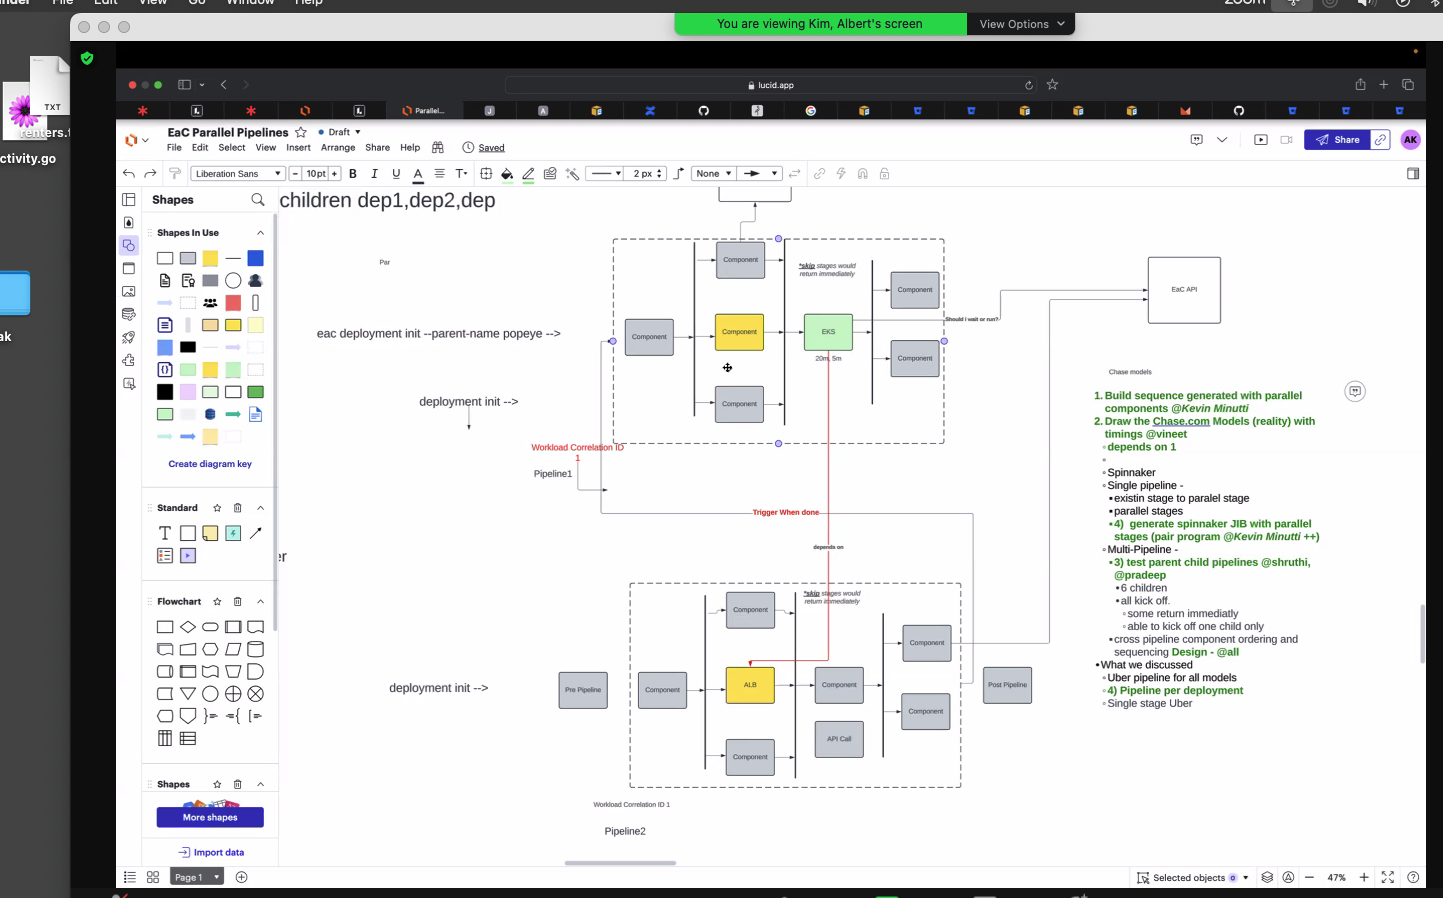 File Edit View Go Window Help
zoom
You are viewing Kim, Albert's screen
View Options
TXT
renters.t
ctivity.go
ak
lucid.app
Parallel...
EaC Parallel Pipelines
Draft
File Edit Select View Insert Arrange Share Help
Saved
Share
AK
Liberation Sans
10pt
B I U A
2 px
None
Shapes
Shapes In Use
Create diagram key
Standard
Flowchart
Shapes
More shapes
Import data
children dep1,dep2,dep
Par
eac deployment init --parent-name popeye -->
deployment init -->
Workload Correlation ID
1
Pipeline1
er
deployment init -->
Component
*skip stages would
return immediately
Component
Component
Component
EKS
20m, 5m
Component
Component
Should I wait or run?
EaC API
Trigger When done
depends on
Component
*skip stages would
return immediately
Pre Pipeline
Component
ALB
Component
Component
Component
API Call
Component
Post Pipeline
Workload Correlation ID 1
Pipeline2
Chase models
1. Build sequence generated with parallel
components @Kevin Minutti
2. Draw the Chase.com Models (reality) with
timings @vineet
depends on 1
Spinnaker
Single pipeline -
existin stage to paralel stage
parallel stages
4) generate spinnaker JIB with parallel
stages (pair program @Kevin Minutti ++)
Multi-Pipeline -
3) test parent child pipelines @shruthi,
@pradeep
6 children
all kick off.
some return immediatly
able to kick off one child only
cross pipeline component ordering and
sequencing Design - @all
What we discussed
Uber pipeline for all models
4) Pipeline per deployment
Single stage Uber
Page 1
Selected objects 0
47%